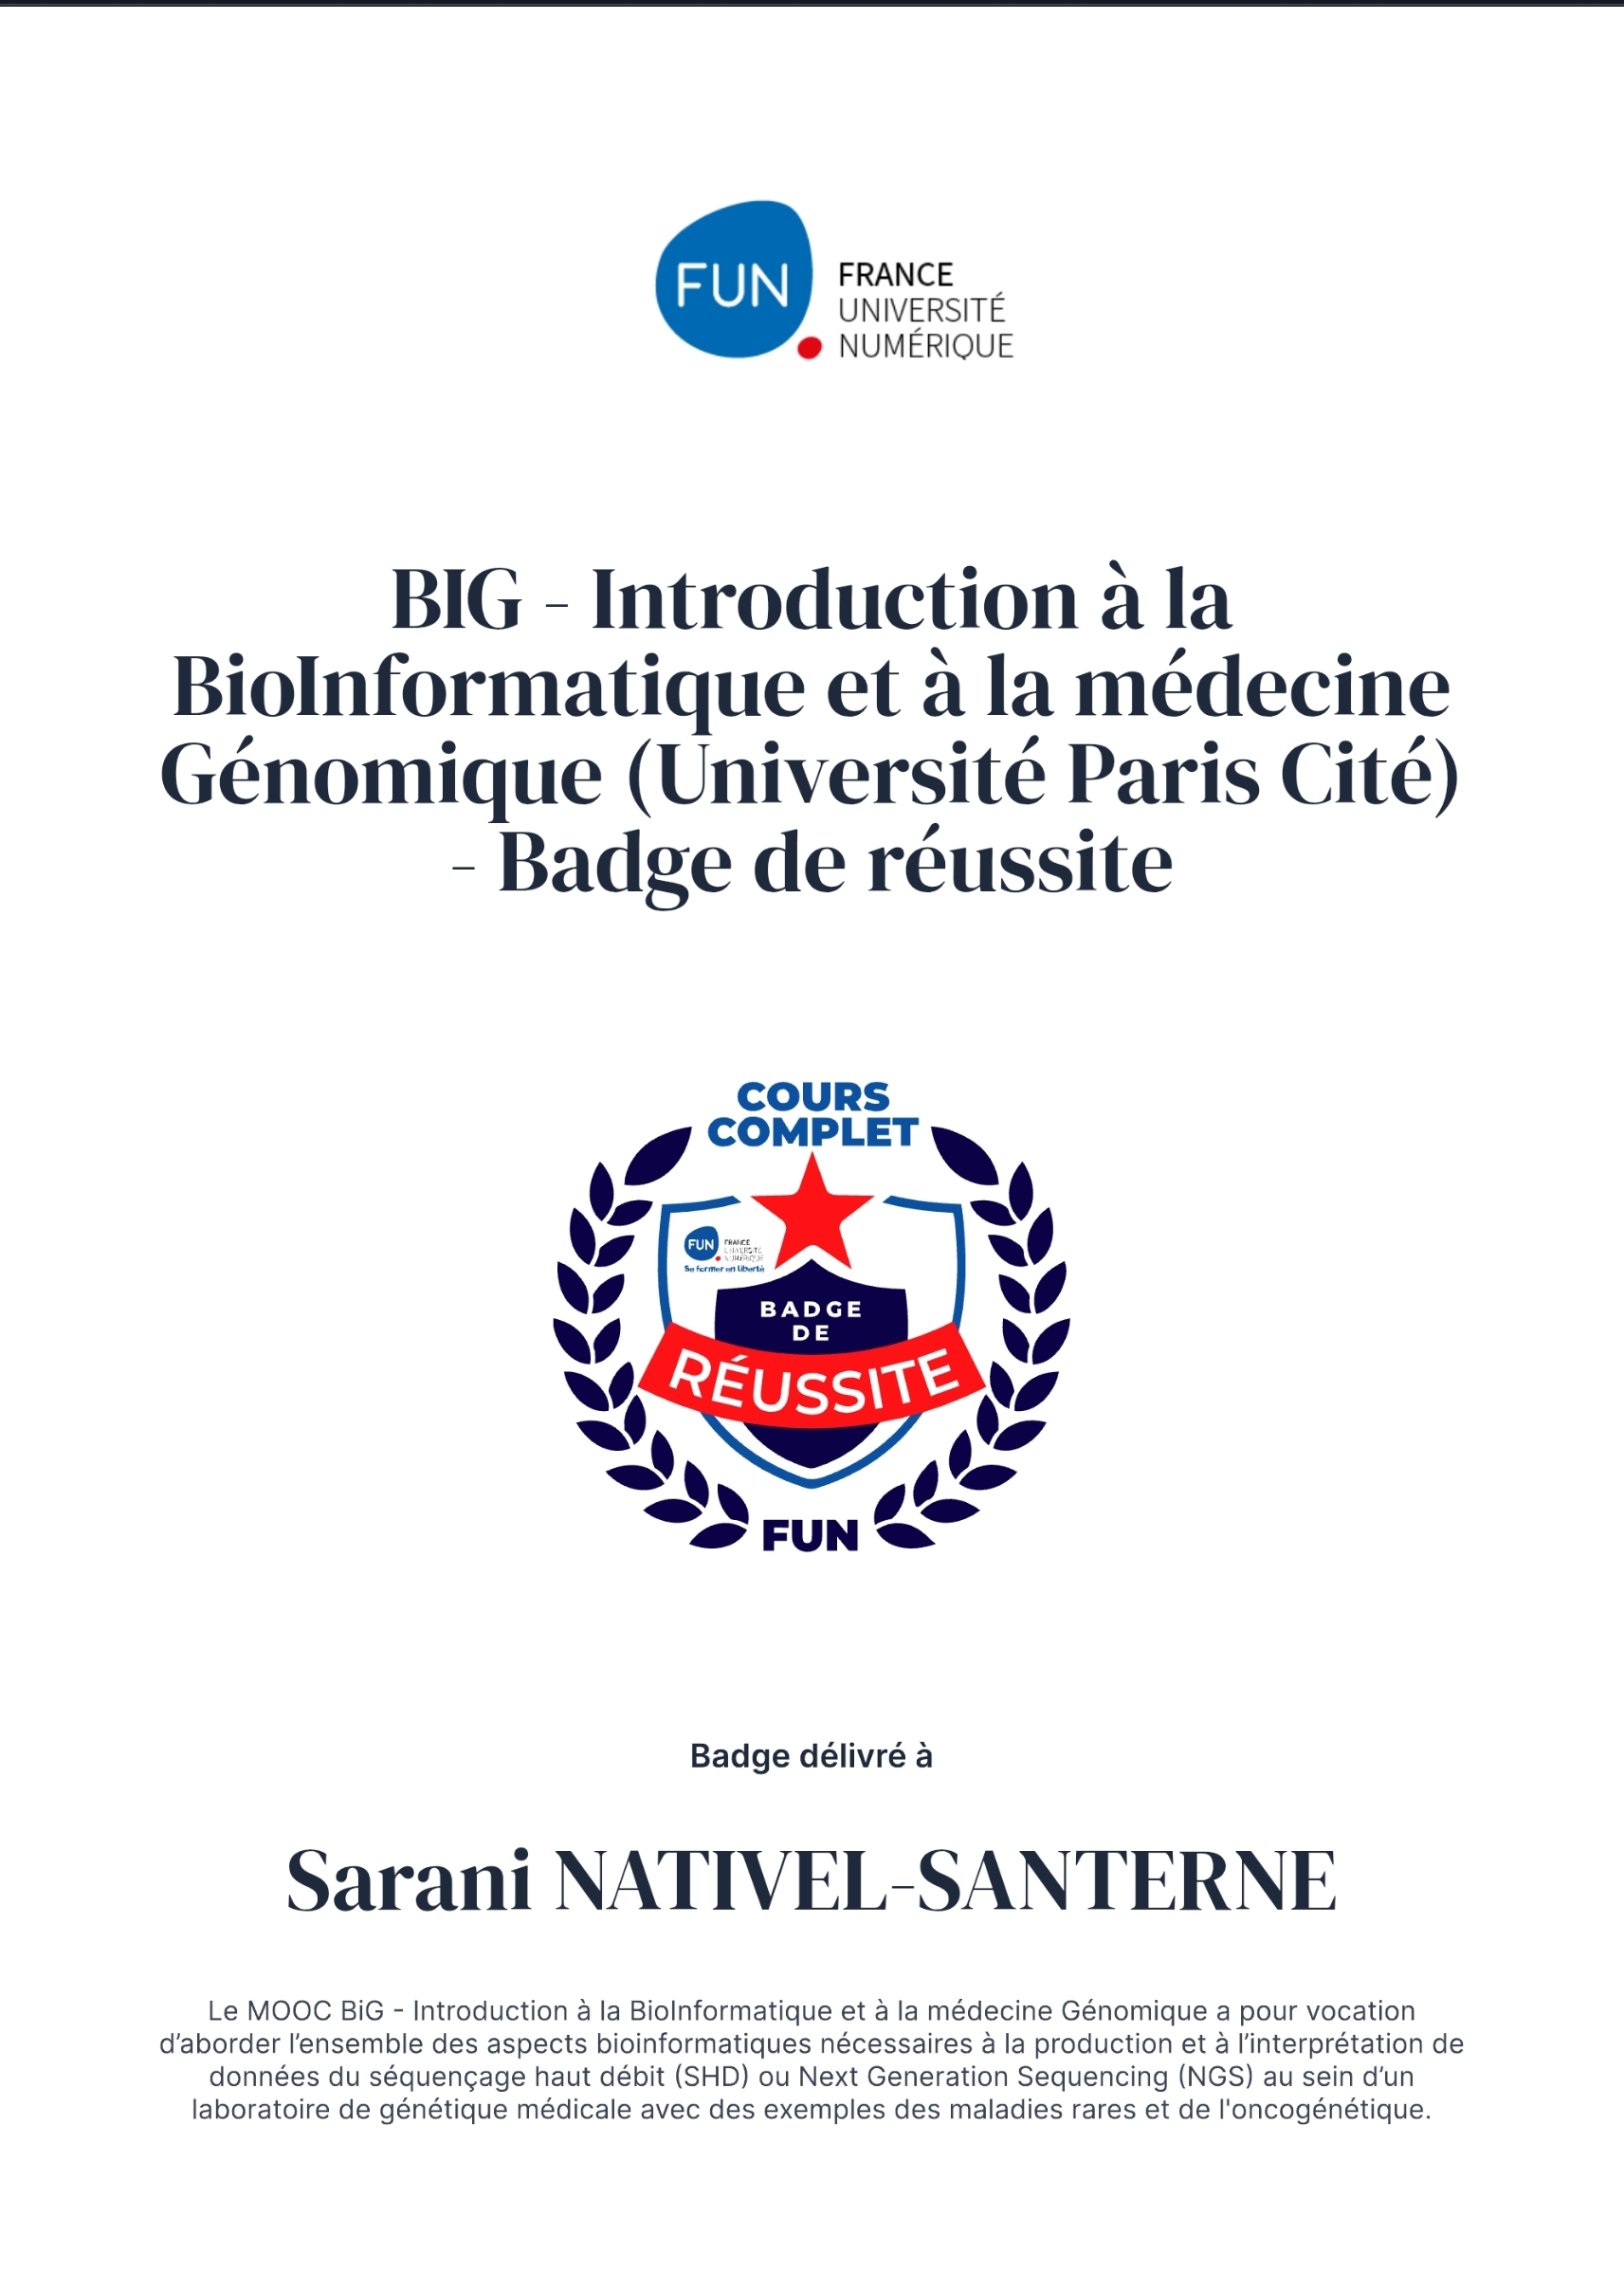 FUN
FRANCE
UNIVERSITÉ
NUMÉRIQUE
BIG - Introduction à la
BioInformatique et à la médecine
Génomique (Université Paris Cité)
- Badge de réussite
COURS
COMPLET
FUN
FRANCE
UNIVERSITÉ
NUMÉRIQUE
Se former en liberté
BADGE
DE
RÉUSSITE
FUN
Badge délivré à
Sarani NATIVEL-SANTERNE
Le MOOC BiG - Introduction à la BioInformatique et à la médecine Génomique a pour vocation
d’aborder l’ensemble des aspects bioinformatiques nécessaires à la production et à l’interprétation de
données du séquençage haut débit (SHD) ou Next Generation Sequencing (NGS) au sein d’un
laboratoire de génétique médicale avec des exemples des maladies rares et de l'oncogénétique.